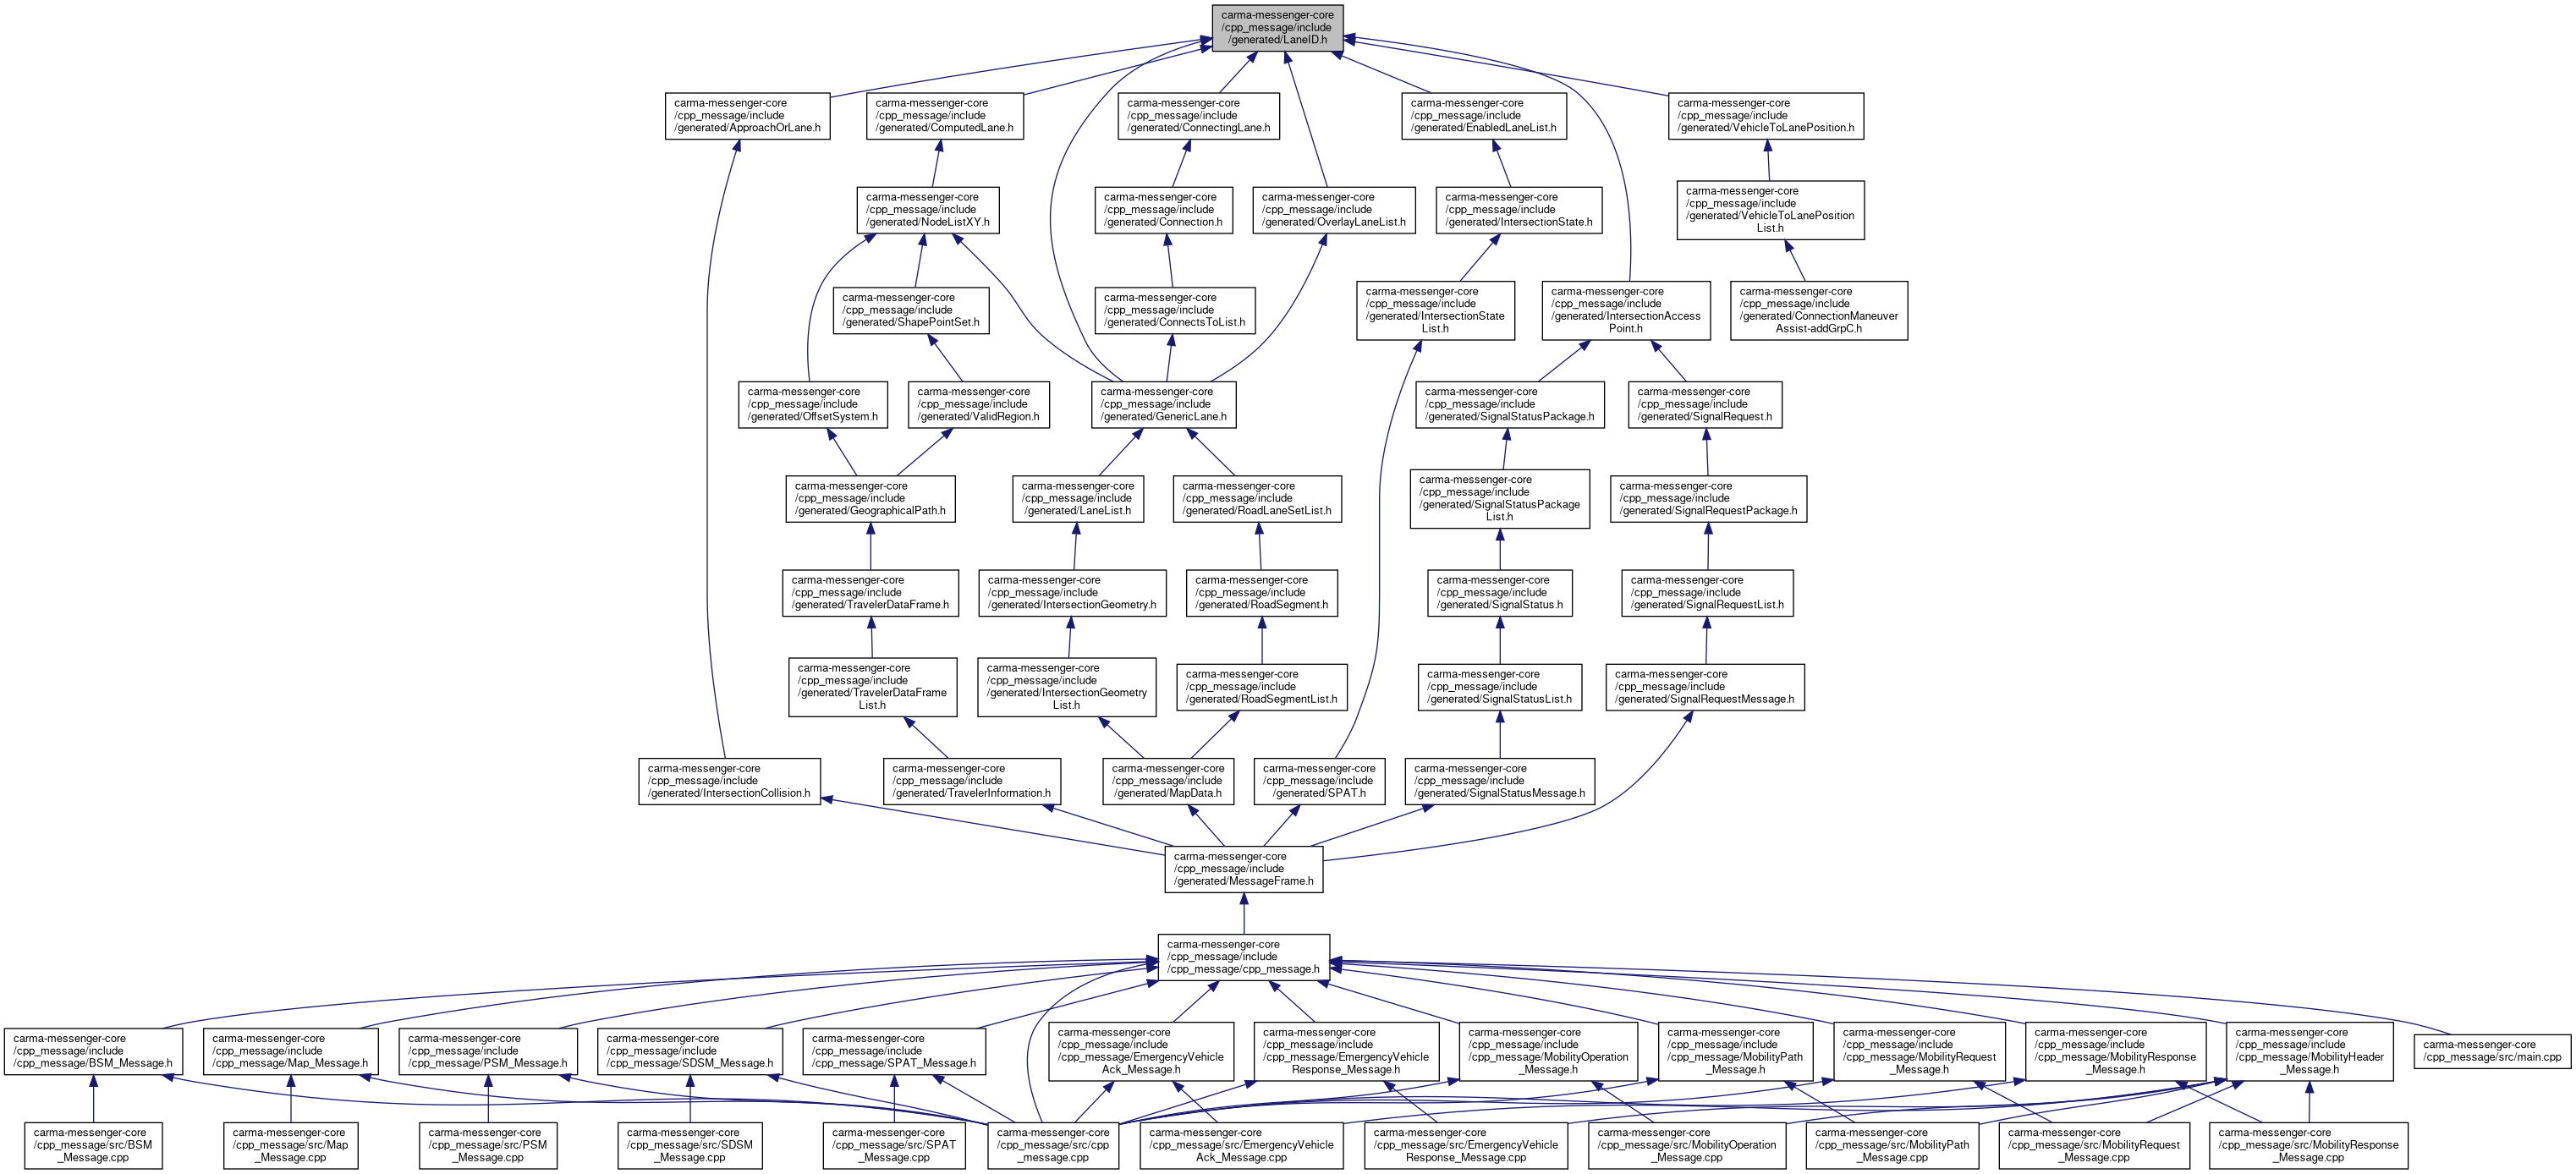 carma-messenger-core
/cpp_message/include
/generated/LaneID.h
carma-messenger-core
/cpp_message/include
/generated/ApproachOrLane.h
carma-messenger-core
/cpp_message/include
/generated/ComputedLane.h
carma-messenger-core
/cpp_message/include
/generated/ConnectingLane.h
carma-messenger-core
/cpp_message/include
/generated/EnabledLaneList.h
carma-messenger-core
/cpp_message/include
/generated/VehicleToLanePosition.h
carma-messenger-core
/cpp_message/include
/generated/NodeListXY.h
carma-messenger-core
/cpp_message/include
/generated/Connection.h
carma-messenger-core
/cpp_message/include
/generated/OverlayLaneList.h
carma-messenger-core
/cpp_message/include
/generated/IntersectionState.h
carma-messenger-core
/cpp_message/include
/generated/VehicleToLanePosition
List.h
carma-messenger-core
/cpp_message/include
/generated/ShapePointSet.h
carma-messenger-core
/cpp_message/include
/generated/ConnectsToList.h
carma-messenger-core
/cpp_message/include
/generated/IntersectionState
List.h
carma-messenger-core
/cpp_message/include
/generated/IntersectionAccess
Point.h
carma-messenger-core
/cpp_message/include
/generated/ConnectionManeuver
Assist-addGrpC.h
carma-messenger-core
/cpp_message/include
/generated/OffsetSystem.h
carma-messenger-core
/cpp_message/include
/generated/ValidRegion.h
carma-messenger-core
/cpp_message/include
/generated/GenericLane.h
carma-messenger-core
/cpp_message/include
/generated/SignalStatusPackage.h
carma-messenger-core
/cpp_message/include
/generated/SignalRequest.h
carma-messenger-core
/cpp_message/include
/generated/GeographicalPath.h
carma-messenger-core
/cpp_message/include
/generated/LaneList.h
carma-messenger-core
/cpp_message/include
/generated/RoadLaneSetList.h
carma-messenger-core
/cpp_message/include
/generated/SignalStatusPackage
List.h
carma-messenger-core
/cpp_message/include
/generated/SignalRequestPackage.h
carma-messenger-core
/cpp_message/include
/generated/TravelerDataFrame.h
carma-messenger-core
/cpp_message/include
/generated/IntersectionGeometry.h
carma-messenger-core
/cpp_message/include
/generated/RoadSegment.h
carma-messenger-core
/cpp_message/include
/generated/SignalStatus.h
carma-messenger-core
/cpp_message/include
/generated/SignalRequestList.h
carma-messenger-core
/cpp_message/include
/generated/TravelerDataFrame
List.h
carma-messenger-core
/cpp_message/include
/generated/IntersectionGeometry
List.h
carma-messenger-core
/cpp_message/include
/generated/RoadSegmentList.h
carma-messenger-core
/cpp_message/include
/generated/SignalStatusList.h
carma-messenger-core
/cpp_message/include
/generated/SignalRequestMessage.h
carma-messenger-core
/cpp_message/include
/generated/IntersectionCollision.h
carma-messenger-core
/cpp_message/include
/generated/TravelerInformation.h
carma-messenger-core
/cpp_message/include
/generated/MapData.h
carma-messenger-core
/cpp_message/include
/generated/SPAT.h
carma-messenger-core
/cpp_message/include
/generated/SignalStatusMessage.h
carma-messenger-core
/cpp_message/include
/generated/MessageFrame.h
carma-messenger-core
/cpp_message/include
/cpp_message/cpp_message.h
carma-messenger-core
/cpp_message/include
/cpp_message/BSM_Message.h
carma-messenger-core
/cpp_message/include
/cpp_message/Map_Message.h
carma-messenger-core
/cpp_message/include
/cpp_message/PSM_Message.h
carma-messenger-core
/cpp_message/include
/cpp_message/SDSM_Message.h
carma-messenger-core
/cpp_message/include
/cpp_message/SPAT_Message.h
carma-messenger-core
/cpp_message/include
/cpp_message/EmergencyVehicle
Ack_Message.h
carma-messenger-core
/cpp_message/include
/cpp_message/EmergencyVehicle
Response_Message.h
carma-messenger-core
/cpp_message/include
/cpp_message/MobilityOperation
_Message.h
carma-messenger-core
/cpp_message/include
/cpp_message/MobilityPath
_Message.h
carma-messenger-core
/cpp_message/include
/cpp_message/MobilityRequest
_Message.h
carma-messenger-core
/cpp_message/include
/cpp_message/MobilityResponse
_Message.h
carma-messenger-core
/cpp_message/include
/cpp_message/MobilityHeader
_Message.h
carma-messenger-core
/cpp_message/src/main.cpp
carma-messenger-core
/cpp_message/src/BSM
_Message.cpp
carma-messenger-core
/cpp_message/src/Map
_Message.cpp
carma-messenger-core
/cpp_message/src/PSM
_Message.cpp
carma-messenger-core
/cpp_message/src/SDSM
_Message.cpp
carma-messenger-core
/cpp_message/src/SPAT
_Message.cpp
carma-messenger-core
/cpp_message/src/cpp
_message.cpp
carma-messenger-core
/cpp_message/src/EmergencyVehicle
Ack_Message.cpp
carma-messenger-core
/cpp_message/src/EmergencyVehicle
Response_Message.cpp
carma-messenger-core
/cpp_message/src/MobilityOperation
_Message.cpp
carma-messenger-core
/cpp_message/src/MobilityPath
_Message.cpp
carma-messenger-core
/cpp_message/src/MobilityRequest
_Message.cpp
carma-messenger-core
/cpp_message/src/MobilityResponse
_Message.cpp